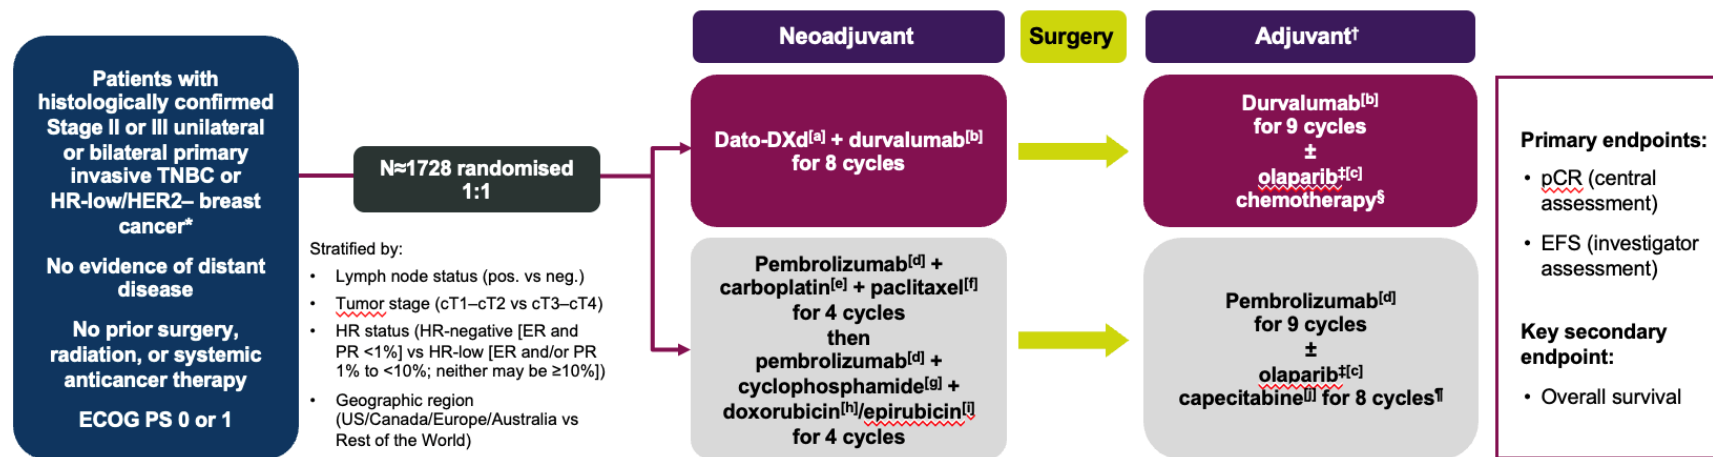 Neoadjuvant
Surgery
Adjuvant†
Patients with
histologically confirmed
Stage II or III unilateral
or bilateral primary
invasive TNBC or
HR-low/HER2– breast
cancer*
No evidence of distant
disease
No prior surgery,
radiation, or systemic
anticancer therapy
ECOG PS 0 or 1
N≈1728 randomised
1:1
Stratified by:
• Lymph node status (pos. vs neg.)
• Tumor stage (cT1–cT2 vs cT3–cT4)
• HR status (HR-negative [ER and
PR <1%] vs HR-low [ER and/or PR
1% to <10%; neither may be ≥10%])
• Geographic region
(US/Canada/Europe/Australia vs
Rest of the World)
Dato-DXd[a] + durvalumab[b]
for 8 cycles
Durvalumab[b]
for 9 cycles
±
olaparib‡[c]
chemotherapy§
Pembrolizumab[d] +
carboplatin[e] + paclitaxel[f]
for 4 cycles
then
pembrolizumab[d] +
cyclophosphamide[g] +
doxorubicin[h]/epirubicin[i]
for 4 cycles
Pembrolizumab[d]
for 9 cycles
±
olaparib‡[c]
capecitabine[j] for 8 cycles¶
Primary endpoints:
• pCR (central
assessment)
• EFS (investigator
assessment)
Key secondary
endpoint:
• Overall survival